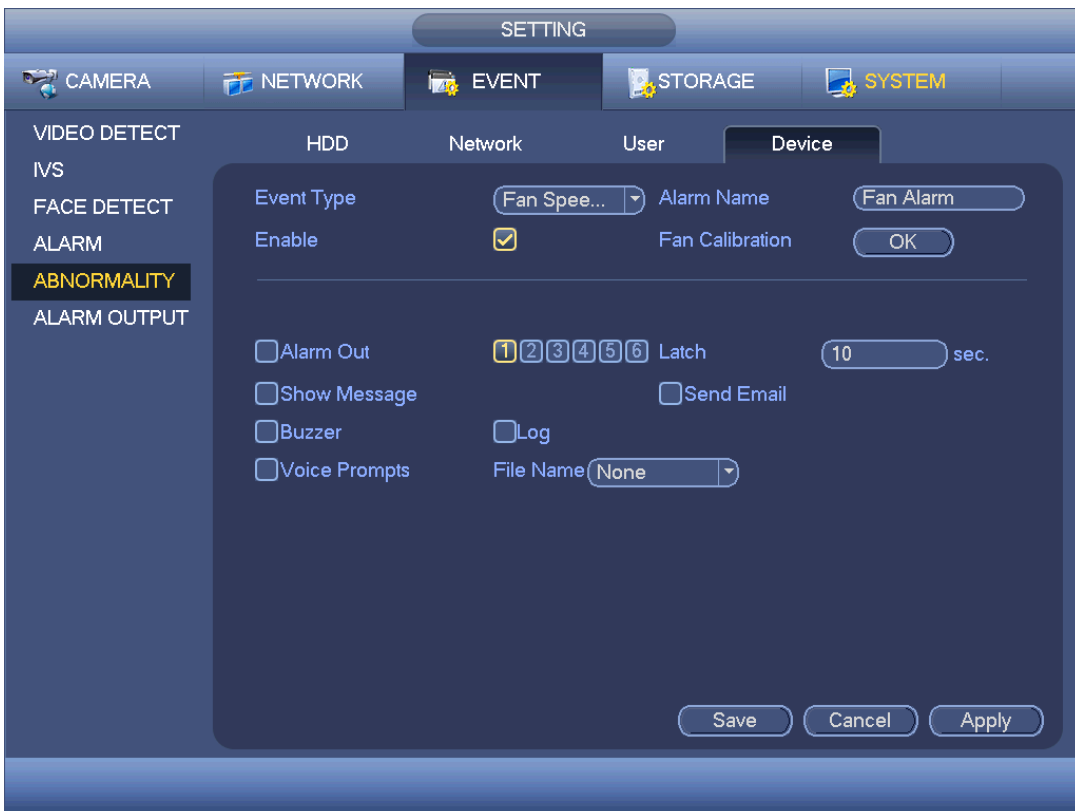 SETTING
CAMERA NETWORK EVENT STORAGE SYSTEM
VIDEO DETECT
IVS
FACE DETECT
ALARM
ABNORMALITY
ALARM OUTPUT
HDD Network User Device
Event Type Fan Spee... Alarm Name Fan Alarm
Enable Fan Calibration OK
Alarm Out 1 2 3 4 5 6 Latch 10 sec.
Show Message Send Email
Buzzer Log
Voice Prompts File Name None
Save Cancel Apply